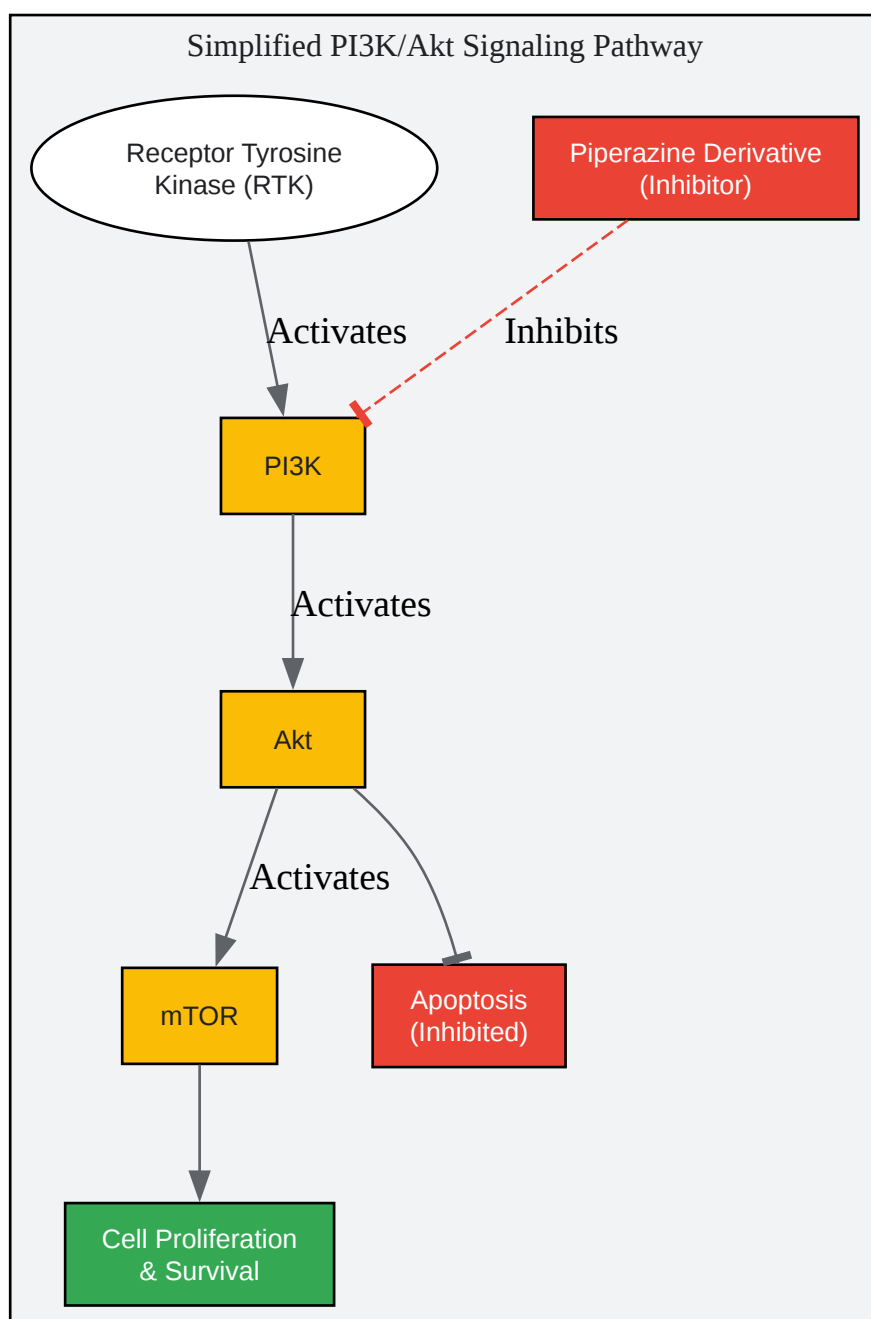 Simplified PI3K/Akt Signaling Pathway
Receptor Tyrosine
Kinase (RTK)
Piperazine Derivative
(Inhibitor)
Activates
Inhibits
PI3K
Activates
Akt
Activates
mTOR
Apoptosis
(Inhibited)
Cell Proliferation
& Survival